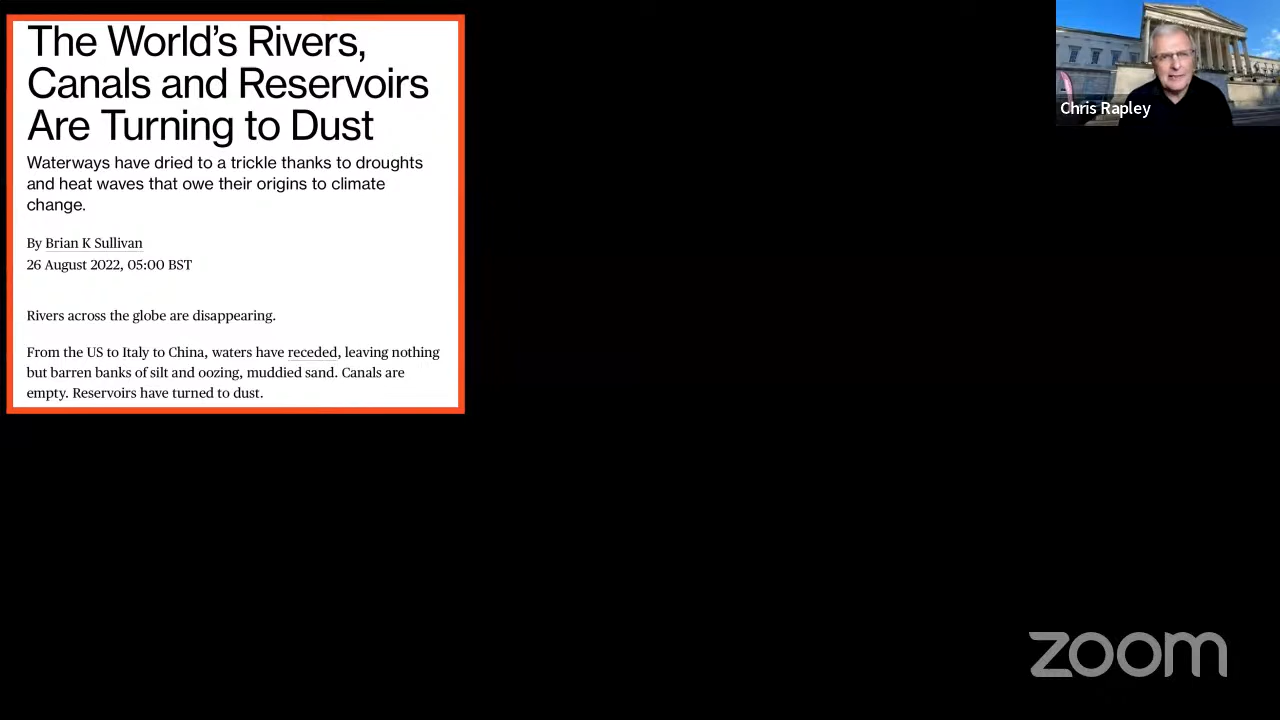 The World's Rivers,
Canals and Reservoirs
Are Turning to Dust
Waterways have dried to a trickle thanks to droughts
and heat waves that owe their origins to climate
change.
By Brian K Sullivan
26 August 2022, 05:00 BST
Rivers across the globe are disappearing.
From the US to Italy to China, waters have receded, leaving nothing
but barren banks of silt and oozing, muddied sand. Canals are
empty. Reservoirs have turned to dust.
Chris Rapley
zoom